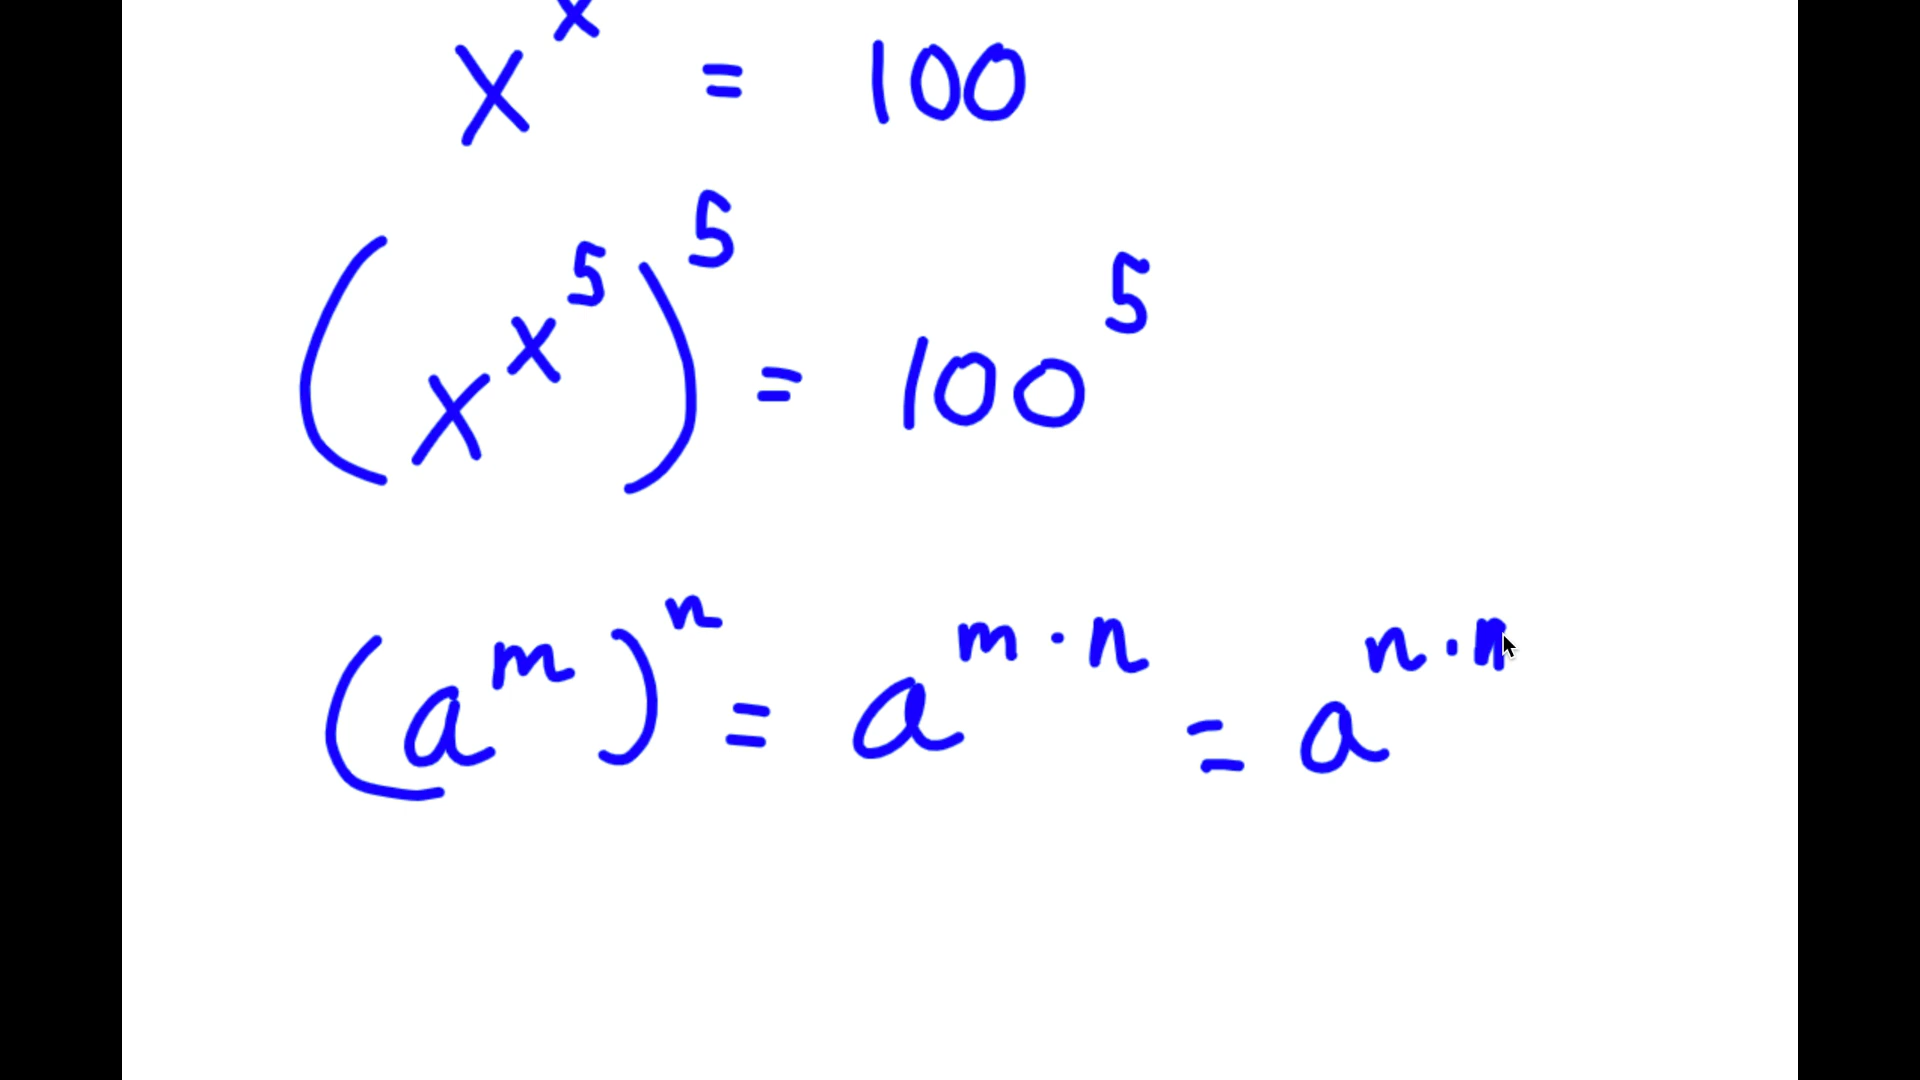 x^x = 100
(x^x^5)^5 = 100^5
(a^m)^n = a^m·n = a^n·n